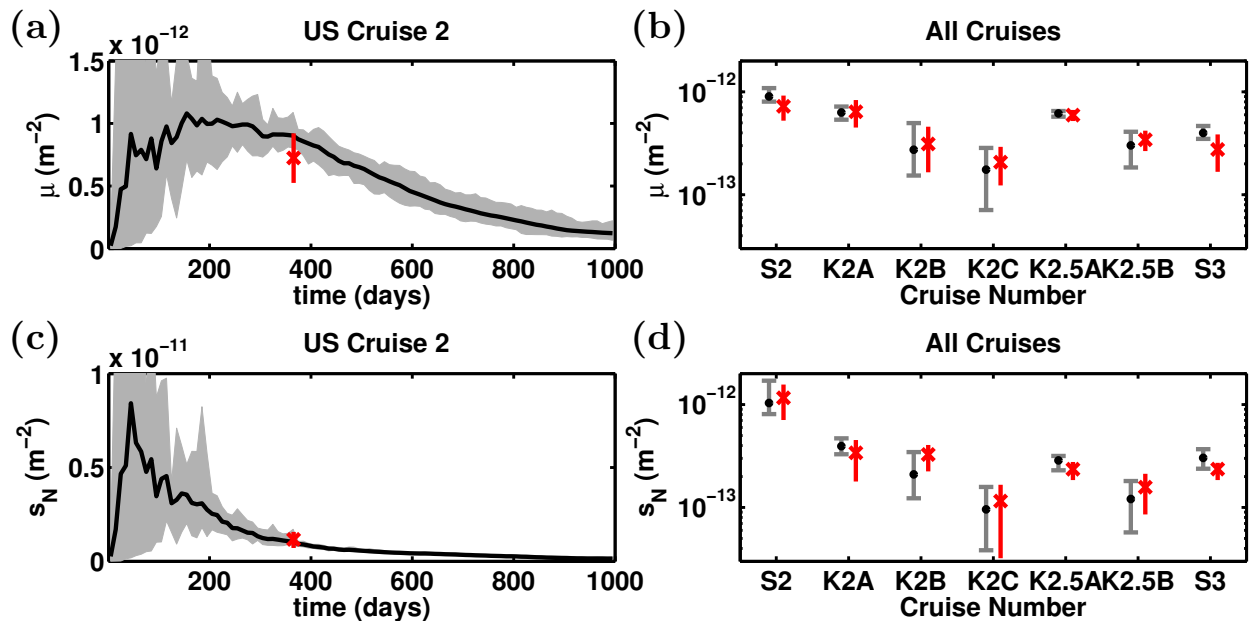 (a)
US Cruise 2
x 10⁻¹²
1.5
1
0.5
0
μ (m⁻²)
200 400 600 800 1000
time (days)
(b)
All Cruises
10⁻¹²
10⁻¹³
μ (m⁻²)
S2 K2A K2B K2C K2.5A K2.5B S3
Cruise Number
(c)
US Cruise 2
x 10⁻¹¹
1
0.5
0
s_N (m⁻²)
200 400 600 800 1000
time (days)
(d)
All Cruises
10⁻¹²
10⁻¹³
s_N (m⁻²)
S2 K2A K2B K2C K2.5A K2.5B S3
Cruise Number